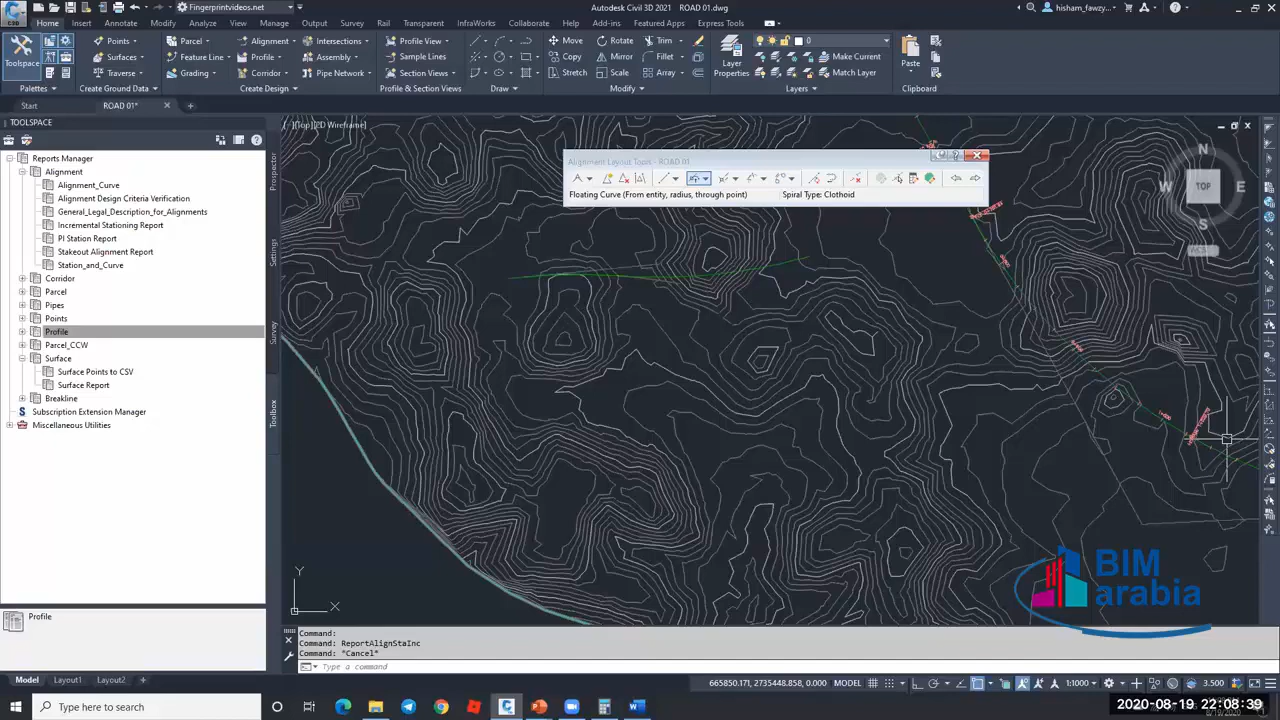 C3D
Fingerprintvideos.net
Autodesk Civil 3D 2021 ROAD 01.dwg
hisham_fawzy...
Home Insert Annotate Modify Analyze View Manage Output Survey Rail Transparent InfraWorks Collaborate Help Add-ins Featured Apps Express Tools
Toolspace
Points
Surfaces
Traverse
Parcel
Feature Line
Grading
Alignment
Profile
Corridor
Intersections
Assembly
Pipe Network
Profile View
Sample Lines
Section Views
Move
Copy
Stretch
Rotate
Mirror
Scale
Trim
Fillet
Array
Layer
Properties
0
Make Current
Match Layer
Paste
Palettes
Create Ground Data
Create Design
Profile & Section Views
Draw
Modify
Layers
Clipboard
Start
ROAD 01*
TOOLSPACE
Reports Manager
Alignment
Alignment_Curve
Alignment Design Criteria Verification
General_Legal_Description_for_Alignments
Incremental Stationing Report
PI Station Report
Stakeout Alignment Report
Station_and_Curve
Corridor
Parcel
Pipes
Points
Profile
Parcel_CCW
Surface
Surface Points to CSV
Surface Report
Breakline
Subscription Extension Manager
Miscellaneous Utilities
Prospector
Settings
Survey
Toolbox
Profile
[−][Top][2D Wireframe]
Alignment Layout Tools - ROAD 01
Floating Curve (From entity, radius, through point)
Spiral Type: Clothoid
N
W
TOP
S
WCS
Y
X
BIM
arabia
Command:
Command: ReportAlignStaInc
Command: *Cancel*
Type a command
Model Layout1 Layout2
665850.171, 2735448.858, 0.000 MODEL
1:1000
3.500
Type here to search
2020-08-19 22:08:39